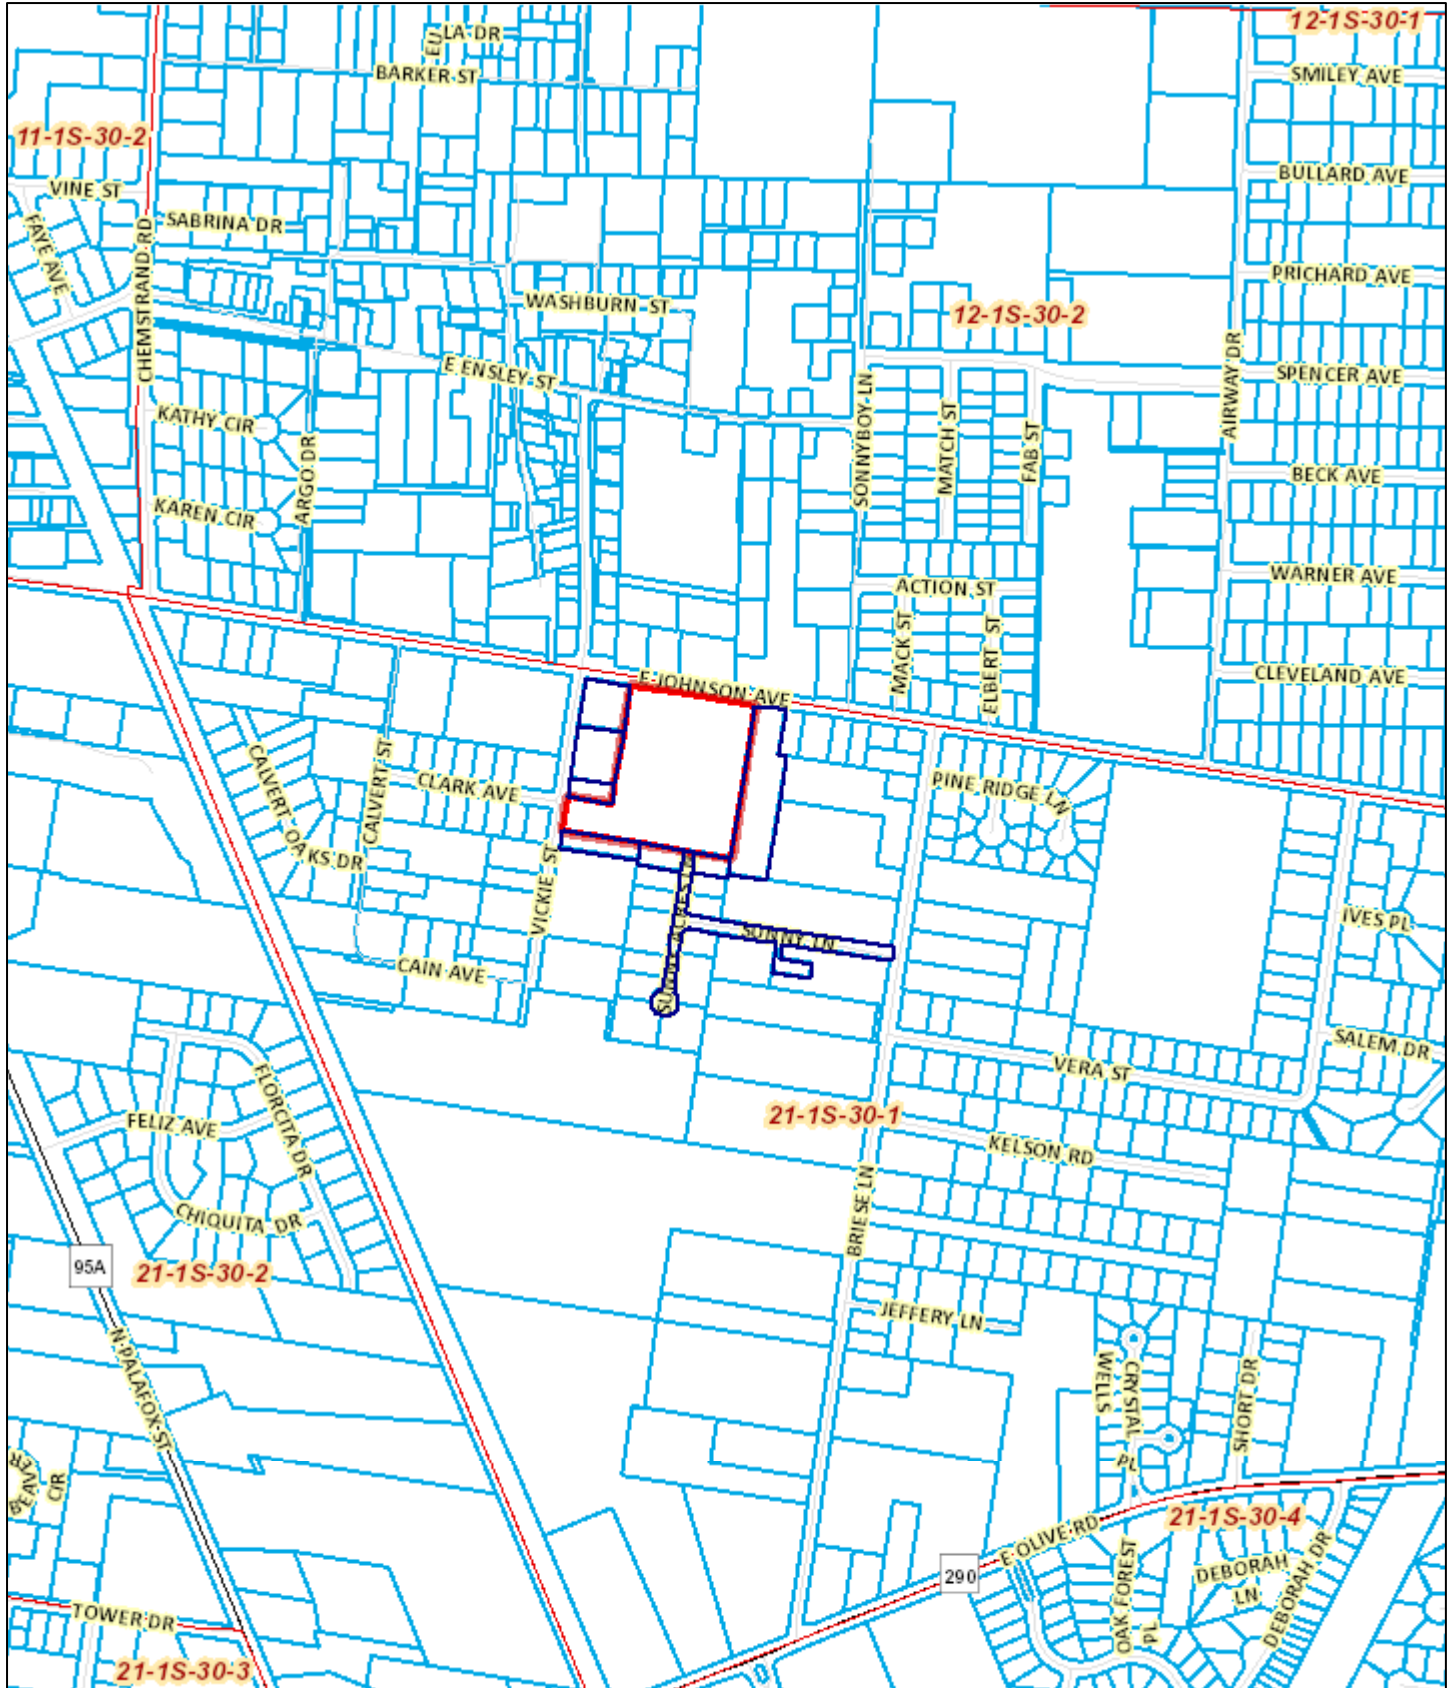 12-1S-30-1
EULA DR
BARKER ST
SMILEY AVE
11-1S-30-2
BULLARD AVE
VINE ST
SABRINA DR
FAYE AVE
CHEMSTRAND RD
PRICHARD AVE
WASHBURN ST
12-1S-30-2
E ENSLEY ST
AIRWAY DR
SPENCER AVE
SONNYBOY LN
MATCH ST
FAB ST
KATHY CIR
ARGO DR
BECK AVE
KAREN CIR
WARNER AVE
ACTION ST
MACK ST
ELBERT ST
E JOHNSON AVE
CLEVELAND AVE
CALVERT OAKS DR
CALVERT ST
CLARK AVE
PINE RIDGE LN
VICKIE ST
SUNNY LN
IVES PL
CAIN AVE
SALEM DR
VERA ST
FLORCITA DR
FELIZ AVE
21-1S-30-1
KELSON RD
CHIQUITA DR
BRIESE LN
95A
21-1S-30-2
JEFFERY LN
N PALAFOX ST
CRYSTAL
WELLS
PL
SHORT DR
BEAVER
CIR
E OLIVE RD
21-1S-30-4
290
OAK FOREST
PL
DEBORAH
LN
DEBORAH DR
TOWER DR
21-1S-30-3